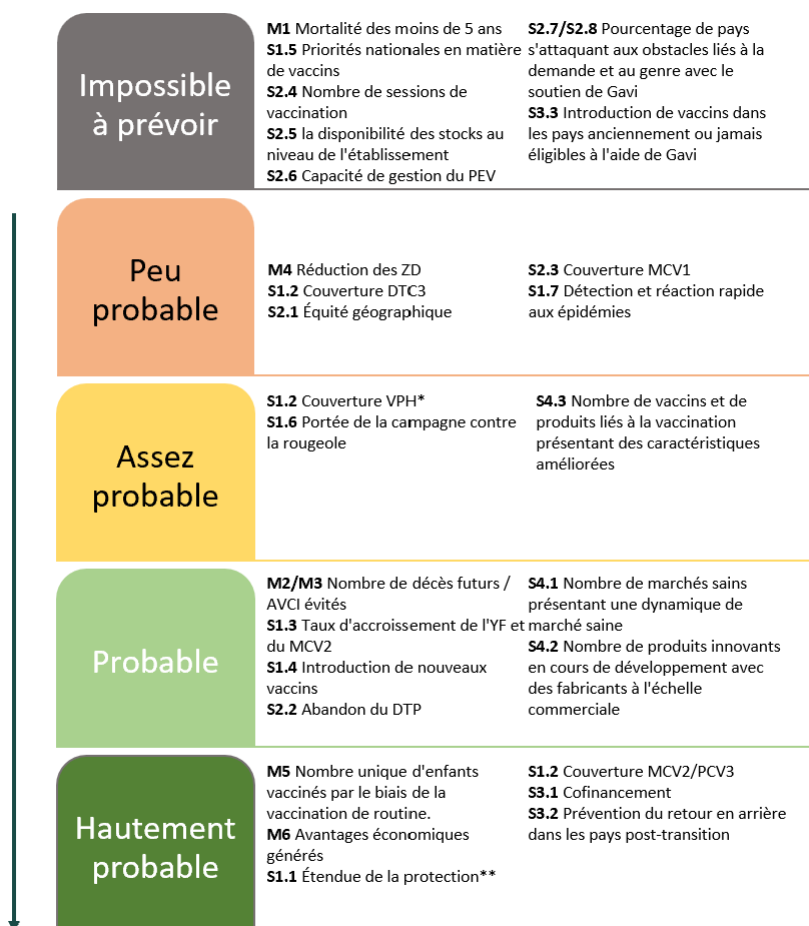 Impossible
à prévoir
M1 Mortalité des moins de 5 ans
S1.5 Priorités nationales en matière
de vaccins
S2.4 Nombre de sessions de
vaccination
S2.5 la disponibilité des stocks au
niveau de l'établissement
S2.6 Capacité de gestion du PEV
S2.7/S2.8 Pourcentage de pays
s'attaquant aux obstacles liés à la
demande et au genre avec le
soutien de Gavi
S3.3 Introduction de vaccins dans
les pays anciennement ou jamais
éligibles à l'aide de Gavi
Peu
probable
M4 Réduction des ZD
S1.2 Couverture DTC3
S2.1 Équité géographique
S2.3 Couverture MCV1
S1.7 Détection et réaction rapide
aux épidémies
Assez
probable
S1.2 Couverture VPH*
S1.6 Portée de la campagne contre
la rougeole
S4.3 Nombre de vaccins et de
produits liés à la vaccination
présentant des caractéristiques
améliorées
Probable
M2/M3 Nombre de décès futurs /
AVCI évités
S1.3 Taux d'accroissement de l'YF et
du MCV2
S1.4 Introduction de nouveaux
vaccins
S2.2 Abandon du DTP
S4.1 Nombre de marchés sains
présentant une dynamique de
marché saine
S4.2 Nombre de produits innovants
en cours de développement avec
des fabricants à l'échelle
commerciale
Hautement
probable
M5 Nombre unique d'enfants
vaccinés par le biais de la
vaccination de routine.
M6 Avantages économiques
générés
S1.1 Étendue de la protection**
S1.2 Couverture MCV2/PCV3
S3.1 Cofinancement
S3.2 Prévention du retour en arrière
dans les pays post-transition